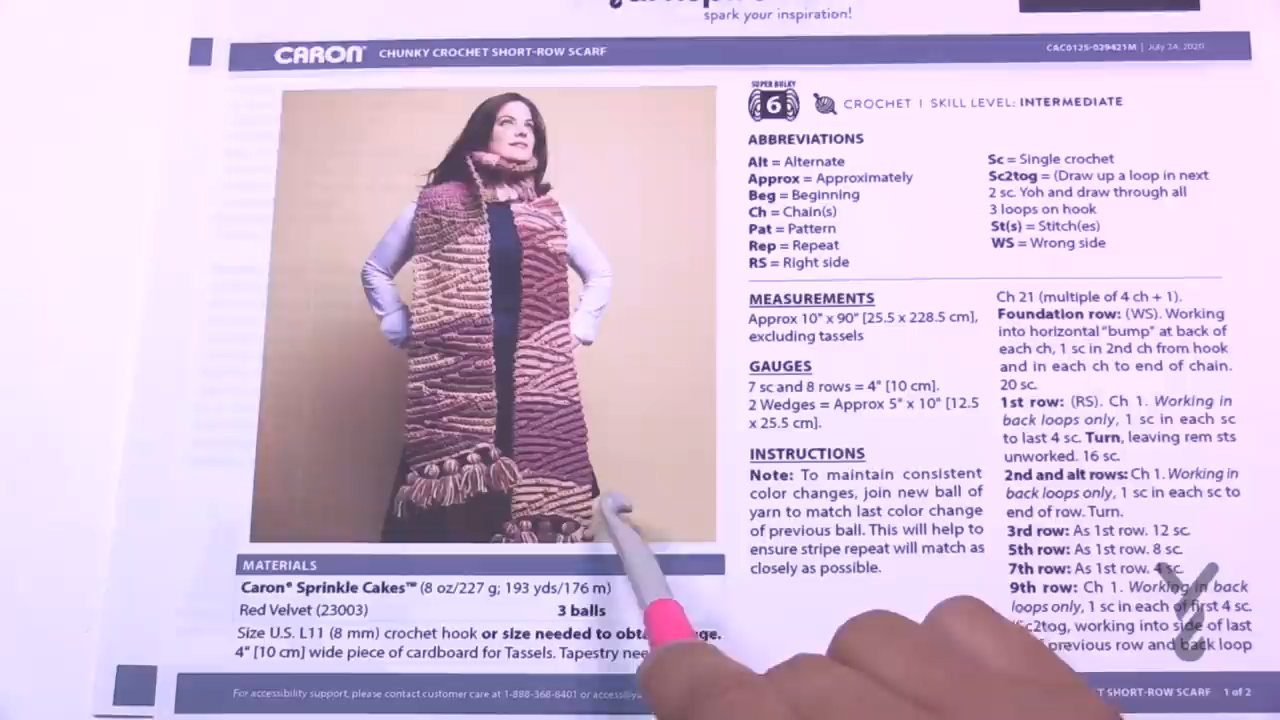 spark your inspiration!
CARON® CHUNKY CROCHET SHORT-ROW SCARF
CAC0125-029421M | July 24, 2020
SUPER BULKY
6
CROCHET | SKILL LEVEL: INTERMEDIATE
ABBREVIATIONS
Alt = Alternate
Approx = Approximately
Beg = Beginning
Ch = Chain(s)
Pat = Pattern
Rep = Repeat
RS = Right side
Sc = Single crochet
Sc2tog = (Draw up a loop in next
2 sc. Yoh and draw through all
3 loops on hook
St(s) = Stitch(es)
WS = Wrong side
MEASUREMENTS
Approx 10" x 90" [25.5 x 228.5 cm],
excluding tassels
GAUGES
7 sc and 8 rows = 4" [10 cm].
2 Wedges = Approx 5" x 10" [12.5
x 25.5 cm].
INSTRUCTIONS
Note: To maintain consistent
color changes, join new ball of
yarn to match last color change
of previous ball. This will help to
ensure stripe repeat will match as
closely as possible.
Ch 21 (multiple of 4 ch + 1).
Foundation row: (WS). Working
into horizontal "bump" at back of
each ch, 1 sc in 2nd ch from hook
and in each ch to end of chain.
20 sc.
1st row: (RS). Ch 1. Working in
back loops only, 1 sc in each sc
to last 4 sc. Turn, leaving rem sts
unworked. 16 sc.
2nd and alt rows: Ch 1. Working in
back loops only, 1 sc in each sc to
end of row. Turn.
3rd row: As 1st row. 12 sc.
5th row: As 1st row. 8 sc.
7th row: As 1st row. 4 sc.
9th row: Ch 1. Working in back
loops only, 1 sc in each of first 4 sc.
Sc2tog, working into side of last
previous row and back loop
MATERIALS
Caron® Sprinkle Cakes™ (8 oz/227 g; 193 yds/176 m)
Red Velvet (23003) 3 balls
Size U.S. L11 (8 mm) crochet hook or size needed to
4" [10 cm] wide piece of cardboard for Tassels. Tapestry
For accessibility support, please contact customer care at 1-888-368-8401 or
SHORT-ROW SCARF 1 of 2